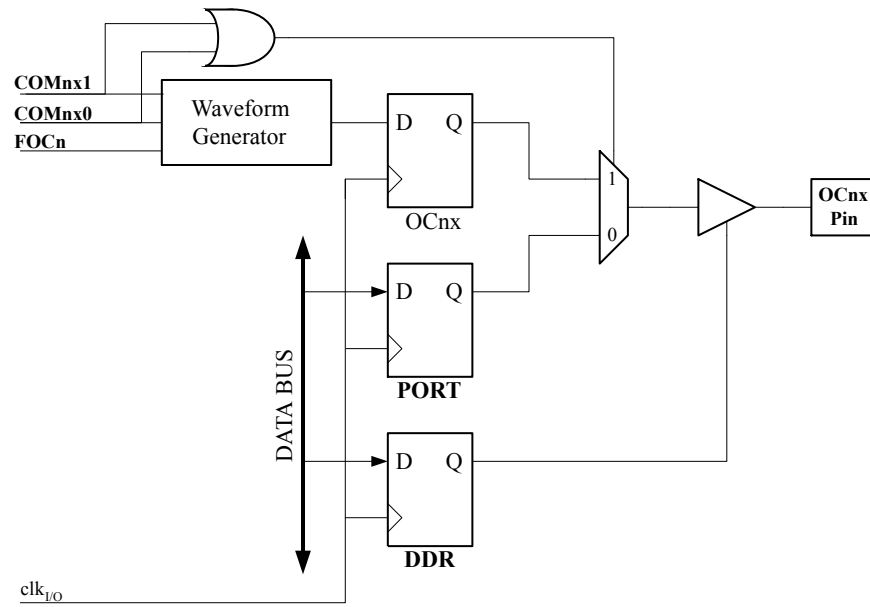 COMnx1
COMnx0
FOCn
Waveform
Generator
D Q
OCnx
1
0
OCnx
Pin
D Q
PORT
DATA BUS
D Q
DDR
clkI/O